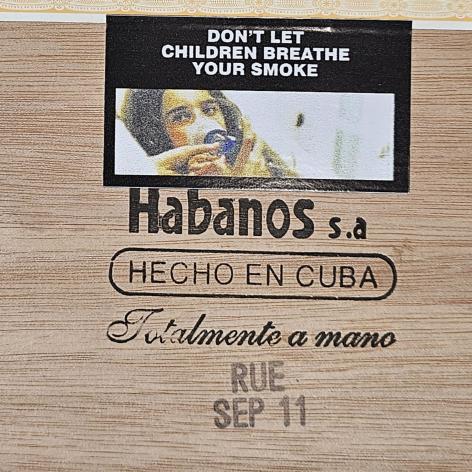 DON'T LET
CHILDREN BREATHE
YOUR SMOKE
Habanos s.a
HECHO EN CUBA
Totalmente a mano
RUE
SEP 11